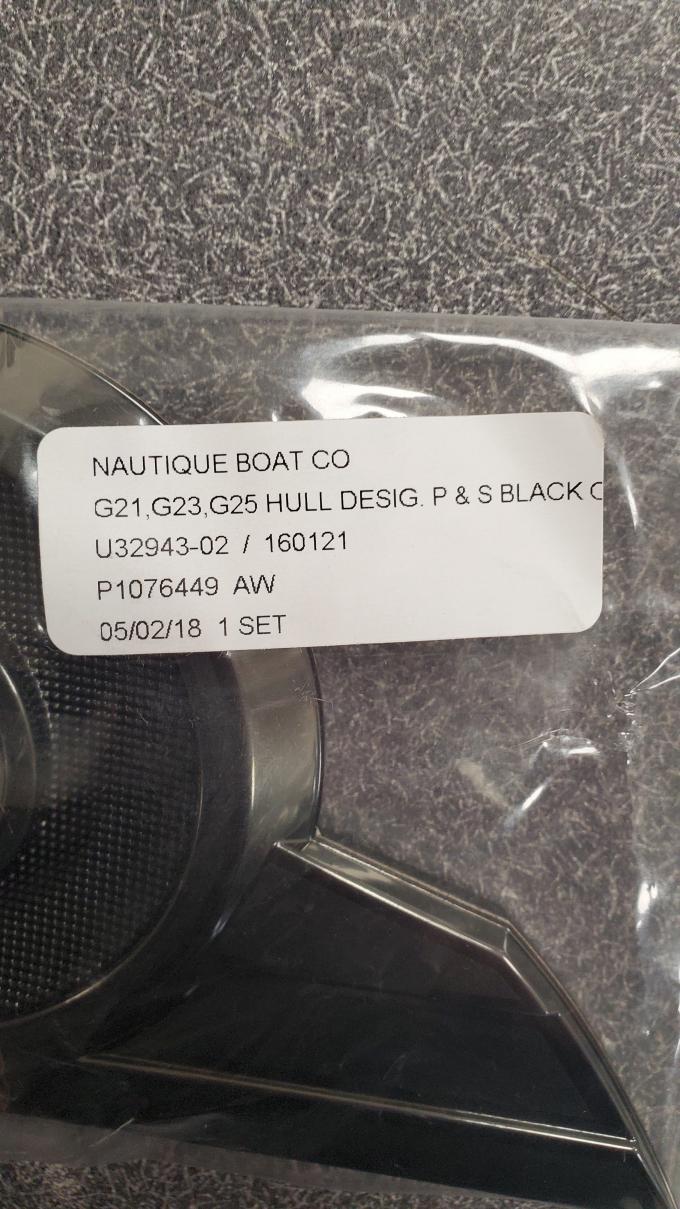 NAUTIQUE BOAT CO
G21,G23,G25 HULL DESIG. P & S BLACK C
U32943-02 / 160121
P1076449 AW
05/02/18 1 SET